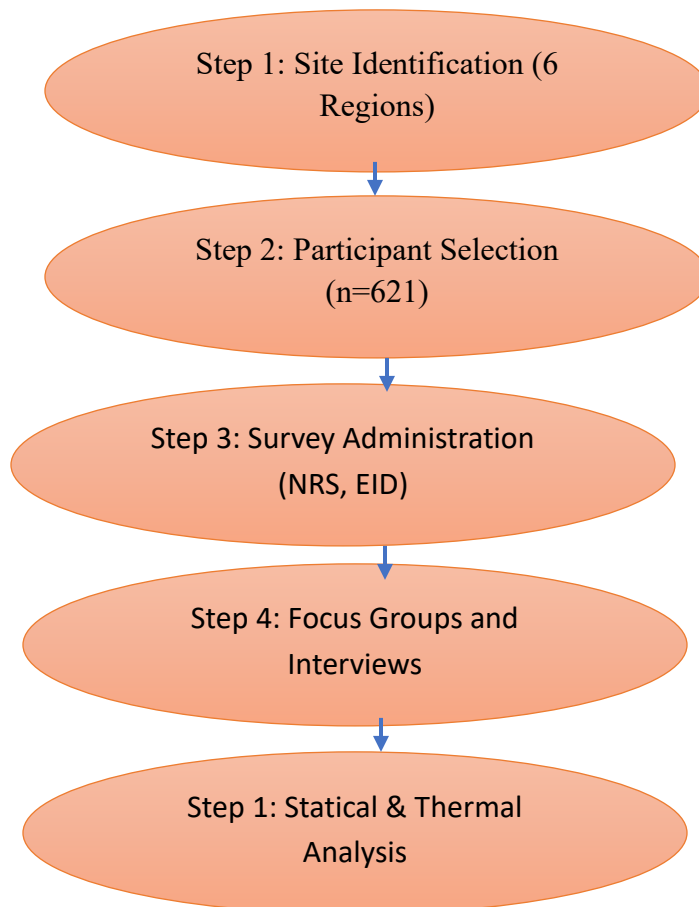 Step 1: Site Identification (6
Regions)
Step 2: Participant Selection
(n=621)
Step 3: Survey Administration
(NRS, EID)
Step 4: Focus Groups and
Interviews
Step 1: Statical & Thermal
Analysis